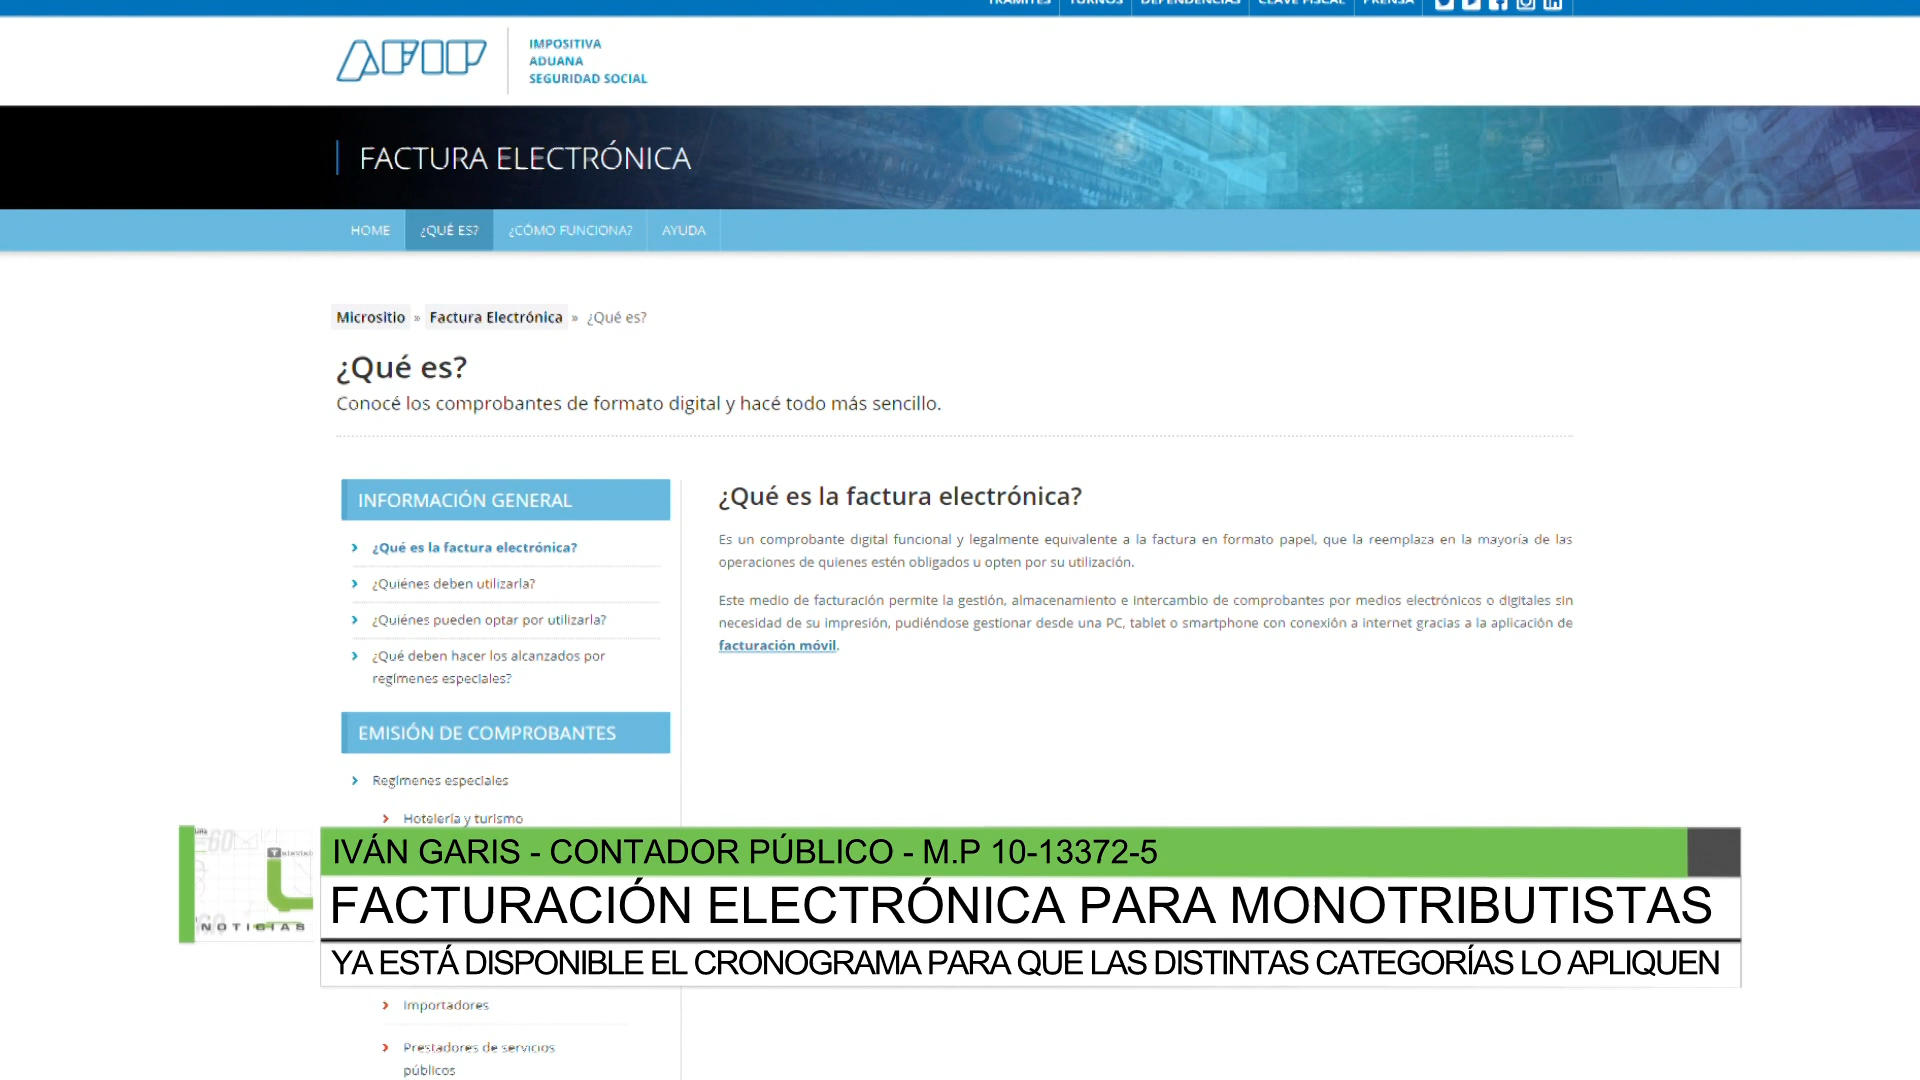 TRÁMITES TURNOS DEPENDENCIAS CLAVE FISCAL PRENSA
AFIP
IMPOSITIVA
ADUANA
SEGURIDAD SOCIAL
FACTURA ELECTRÓNICA
HOME ¿QUÉ ES? ¿CÓMO FUNCIONA? AYUDA
Micrositio » Factura Electrónica » ¿Qué es?
¿Qué es?
Conocé los comprobantes de formato digital y hacé todo más sencillo.
INFORMACIÓN GENERAL
¿Qué es la factura electrónica?
¿Quiénes deben utilizarla?
¿Quiénes pueden optar por utilizarla?
¿Qué deben hacer los alcanzados por
regímenes especiales?
EMISIÓN DE COMPROBANTES
Regímenes especiales
Hotelería y turismo
¿Qué es la factura electrónica?
Es un comprobante digital funcional y legalmente equivalente a la factura en formato papel, que la reemplaza en la mayoría de las
operaciones de quienes estén obligados u opten por su utilización.
Este medio de facturación permite la gestión, almacenamiento e intercambio de comprobantes por medios electrónicos o digitales sin
necesidad de su impresión, pudiéndose gestionar desde una PC, tablet o smartphone con conexión a internet gracias a la aplicación de
facturación móvil.
NOTICIAS
IVÁN GARIS - CONTADOR PÚBLICO - M.P 10-13372-5
FACTURACIÓN ELECTRÓNICA PARA MONOTRIBUTISTAS
YA ESTÁ DISPONIBLE EL CRONOGRAMA PARA QUE LAS DISTINTAS CATEGORÍAS LO APLIQUEN
Importadores
Prestadores de servicios
públicos